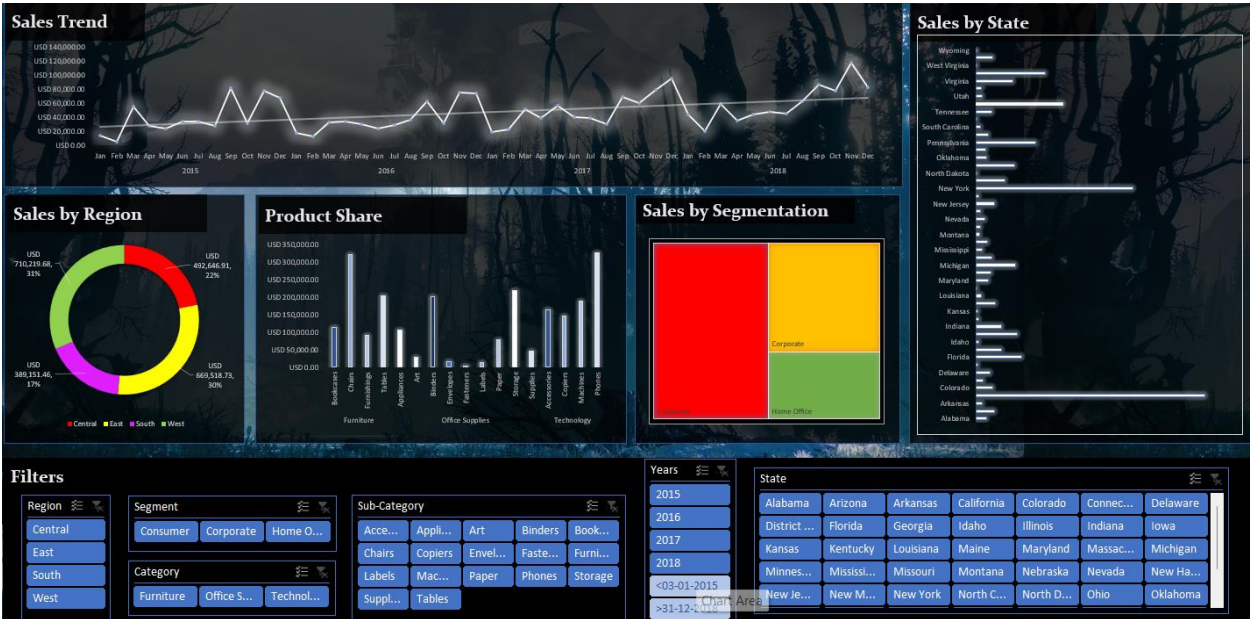 Sales Trend
USD 140,000.00
USD 120,000.00
USD 100,000.00
USD 80,000.00
USD 60,000.00
USD 40,000.00
USD 20,000.00
USD 0.00
Jan Feb Mar Apr May Jun Jul Aug Sep Oct Nov Dec Jan Feb Mar Apr May Jun Jul Aug Sep Oct Nov Dec Jan Feb Mar Apr May Jun Jul Aug Sep Oct Nov Dec Jan Feb Mar Apr May Jun Jul Aug Sep Oct Nov Dec
2015 2016 2017 2018
Sales by State
Wyoming
West Virginia
Virginia
Utah
Tennessee
South Carolina
Pennsylvania
Oklahoma
North Dakota
New York
New Jersey
Nevada
Montana
Mississippi
Michigan
Maryland
Louisiana
Kansas
Indiana
Idaho
Florida
Delaware
Colorado
Arkansas
Alabama
Sales by Region
USD
710,219.68,
31%
USD
492,646.91,
22%
USD
389,151.46,
17%
USD
669,518.73,
30%
Central East South West
Product Share
USD 350,000.00
USD 300,000.00
USD 250,000.00
USD 200,000.00
USD 150,000.00
USD 100,000.00
USD 50,000.00
USD 0.00
Bookcases Chairs Furnishings Tables Appliances Art Binders Envelopes Fasteners Labels Paper Storage Supplies Accessories Copiers Machines Phones
Furniture Office Supplies Technology
Sales by Segmentation
Corporate
Home Office
Filters
Region
Central
East
South
West
Segment
Consumer Corporate Home O...
Category
Furniture Office S... Technol...
Sub-Category
Acce... Appli... Art Binders Book...
Chairs Copiers Envel... Faste... Furni...
Labels Mac... Paper Phones Storage
Suppl... Tables
Years
2015
2016
2017
2018
<03-01-2015
>31-12-2018
Chart Area
State
Alabama Arizona Arkansas California Colorado Connec... Delaware
District ... Florida Georgia Idaho Illinois Indiana Iowa
Kansas Kentucky Louisiana Maine Maryland Massac... Michigan
Minnes... Mississi... Missouri Montana Nebraska Nevada New Ha...
New Je... New M... New York North C... North D... Ohio Oklahoma